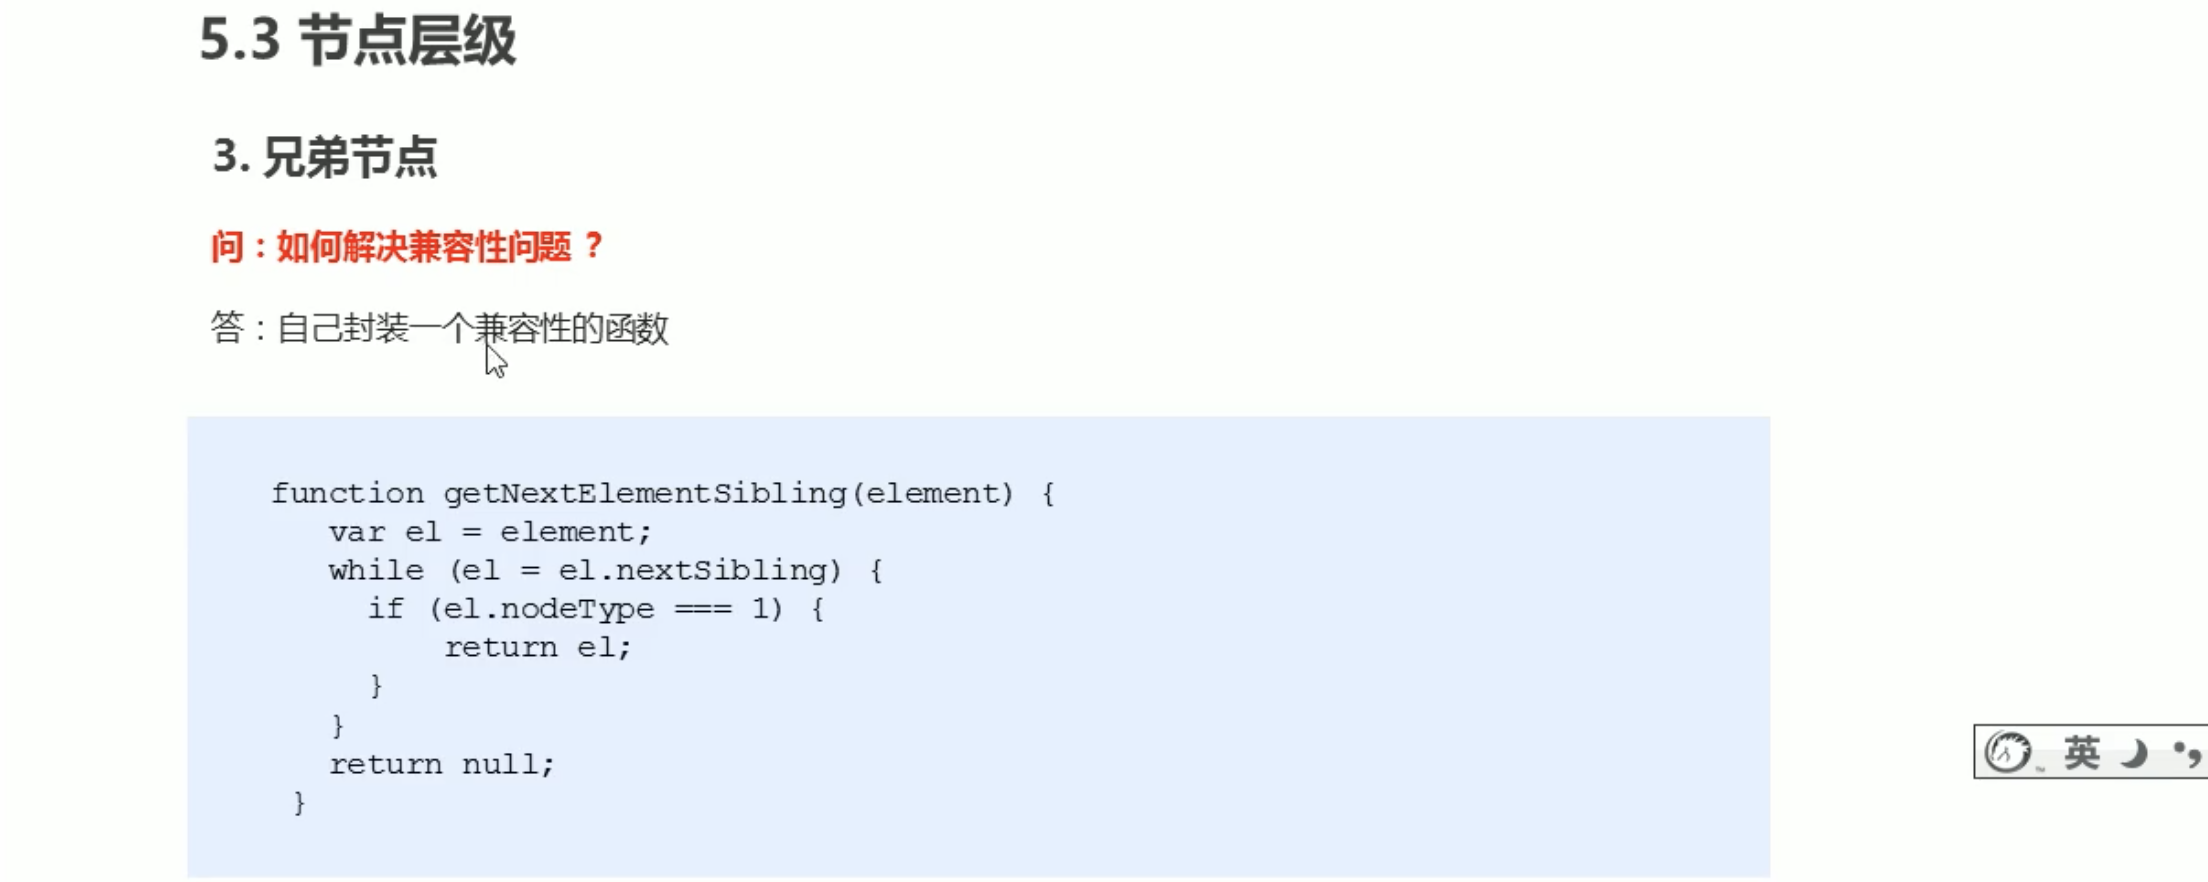 5.3 节点层级
3. 兄弟节点
问：如何解决兼容性问题？
答：自己封装一个兼容性的函数
function getNextElementSibling(element) {
var el = element;
while (el = el.nextSibling) {
if (el.nodeType === 1) {
return el;
}
}
return null;
}
英